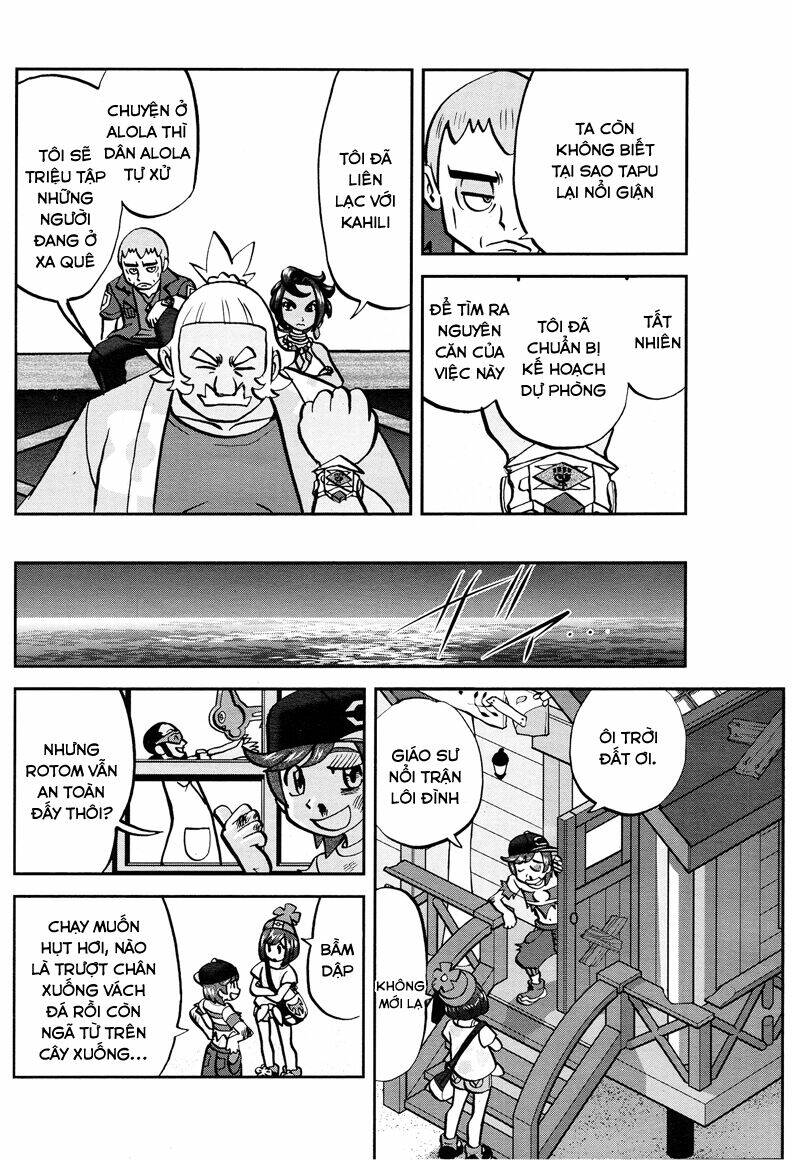 TA CÒN
KHÔNG BIẾT
TẠI SAO TAPU
LẠI NỔI GIẬN
TẤT
NHIÊN
TÔI ĐÃ
CHUẨN BỊ
KẾ HOẠCH
DỰ PHÒNG
ĐỂ TÌM RA
NGUYÊN
CĂN CỦA
VIỆC NÀY
TÔI ĐÃ
LIÊN
LẠC VỚI
KAHILI
CHUYỆN Ở
ALOLA THÌ
DÂN ALOLA
TỰ XỬ
TÔI SẼ
TRIỆU TẬP
NHỮNG
NGƯỜI
ĐANG Ở
XA QUÊ
ÔI TRỜI
ĐẤT ƠI.
GIÁO SƯ
NỔI TRẬN
LÔI ĐÌNH
KHÔNG
MỚI LẠ
NHƯNG
ROTOM VẪN
AN TOÀN
ĐẤY THÔI?
BẦM
DẬP
CHẠY MUỐN
HỤT HƠI, NÀO
LÀ TRƯỢT CHÂN
XUỐNG VÁCH
ĐÁ RỒI CÒN
NGÃ TỪ TRÊN
CÂY XUỐNG...